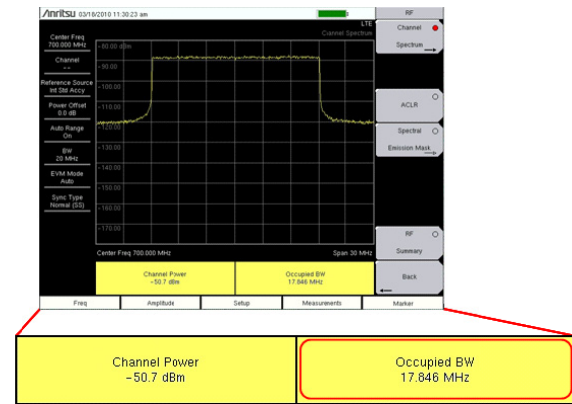 Anritsu 03/18/2010 11:30:23 am
RF
LTE
Channel Spectrum
Center Freq
700.000 MHz
Channel
--
Reference Source
Int Std Accy
Power Offset
0.0 dB
Auto Range
On
BW
20 MHz
EVM Mode
Auto
Sync Type
Normal (SS)
-80.00 dBm
-90.00
-100.00
-110.00
-120.00
-130.00
-140.00
-150.00
-160.00
-170.00
Center Freq 700.000 MHz
Span 30 MHz
Channel
Spectrum
ACLR
Spectral
Emission Mask
RF
Summary
Back
Channel Power
-50.7 dBm
Occupied BW
17.846 MHz
Freq
Amplitude
Setup
Measurements
Marker
Channel Power
-50.7 dBm
Occupied BW
17.846 MHz